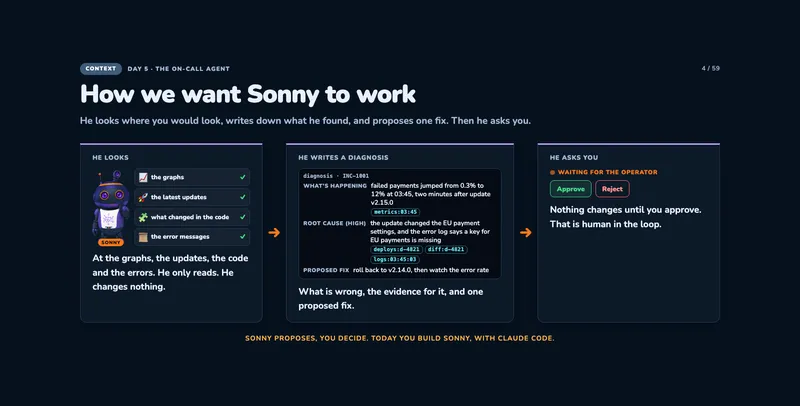 CONTEXT DAY 5 · THE ON-CALL AGENT
4 / 59
How we want Sonny to work
He looks where you would look, writes down what he found, and proposes one fix. Then he asks you.
HE LOOKS
the graphs
the latest updates
what changed in the code
the error messages
SONNY
At the graphs, the updates, the code
and the errors. He only reads. He
changes nothing.
HE WRITES A DIAGNOSIS
diagnosis · INC-1001
WHAT'S HAPPENING failed payments jumped from 0.3% to
12% at 03:45, two minutes after update
v2.15.0
metrics:03:45
ROOT CAUSE (HIGH) the update changed the EU payment
settings, and the error log says a key for
EU payments is missing
deploys:d-4821 diff:d-4821
logs:03:45:03
PROPOSED FIX roll back to v2.14.0, then watch the error rate
What is wrong, the evidence for it, and one
proposed fix.
HE ASKS YOU
WAITING FOR THE OPERATOR
Approve Reject
Nothing changes until you approve.
That is human in the loop.
SONNY PROPOSES, YOU DECIDE. TODAY YOU BUILD SONNY, WITH CLAUDE CODE.